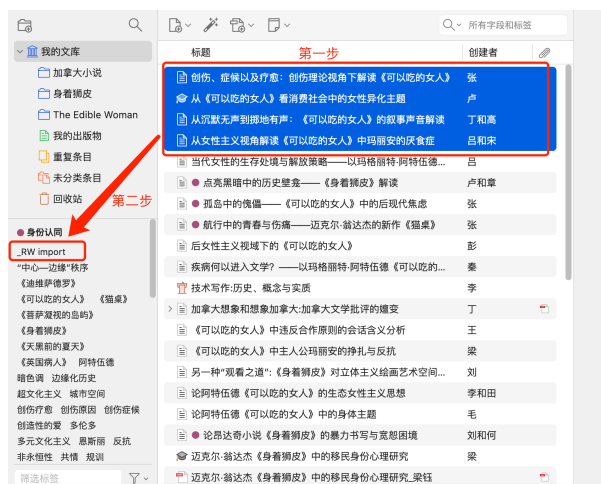 所有字段和标签
我的文库
加拿大小说
身着狮皮
The Edible Woman
我的出版物
重复条目
未分类条目
回收站
第二步
标题
第一步
创建者
创伤、症候以及疗愈：创伤理论视角下解读《可以吃的女人》 张
从《可以吃的女人》看消费社会中的女性异化主题 卢
从沉默无声到掷地有声：《可以吃的女人》的叙事声音解读 丁和高
从女性主义视角解读《可以吃的女人》中玛丽安的厌食症 吕和宋
当代女性的生存处境与解放策略——以玛格丽特·阿特伍德... 吕
点亮黑暗中的历史壁龛——《身着狮皮》解读 卢和章
孤岛中的傀儡——《可以吃的女人》中的后现代焦虑 张
航行中的青春与伤痛——迈克尔·翁达杰的新作《猫桌》 张
后女性主义视域下的《可以吃的女人》 彭
疾病何以进入文学？——以玛格丽特·阿特伍德《可以吃的... 秦
技术写作:历史、概念与实质 李
加拿大想象和想象加拿大:加拿大文学批评的嬗变 丁
《可以吃的女人》中违反合作原则的会话含义分析 王
《可以吃的女人》中主人公玛丽安的挣扎与反抗 梁
另一种“观看之道”:《身着狮皮》对立体主义绘画艺术空间... 刘
论阿特伍德《可以吃的女人》的生态女性主义思想 李和田
论阿特伍德《可以吃的女人》中的身体主题 毛
论昂达奇小说《身着狮皮》的暴力书写与宽恕困境 刘和何
迈克尔·翁达杰《身着狮皮》中的移民身份心理研究 梁
迈克尔·翁达杰《身着狮皮》中的移民身份心理研究_梁钰
身份认同
_RW import
“中心—边缘”秩序
《迪维萨德罗》
《可以吃的女人》 《猫桌》
《菩萨凝视的岛屿》
《身着狮皮》
《天黑前的夏天》
《英国病人》 阿特伍德
暗色调 边缘化历史
超文化主义 城市空间
创伤疗愈 创伤原因 创伤症候
创造性的爱 多伦多
多元文化主义 恩斯丽 反抗
非永恒性 共情 规训
筛选标签